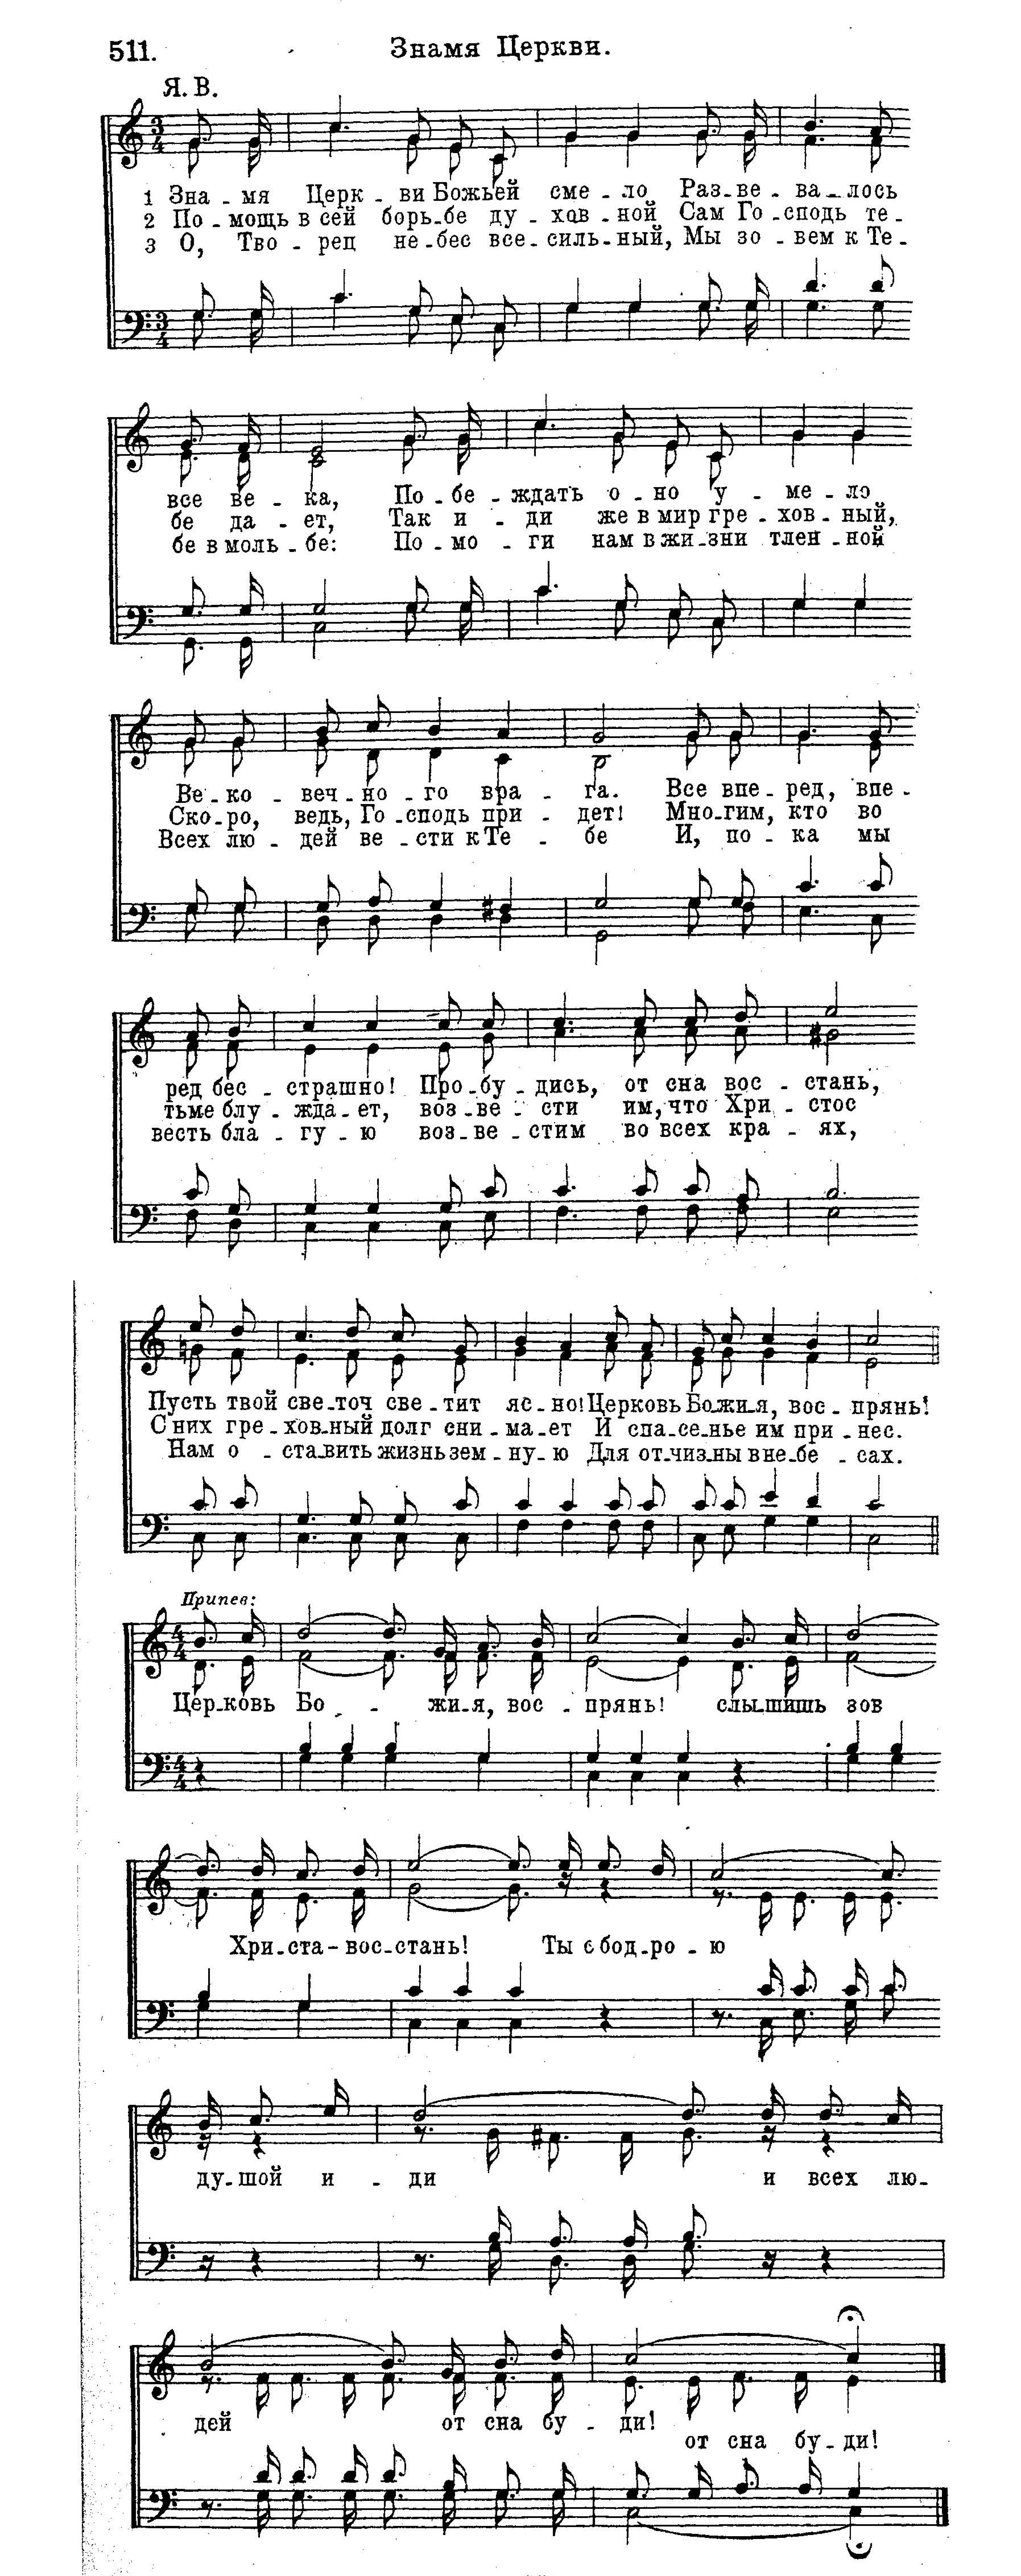 511. Знамя Церкви.
Я. В.
1 Зна - мя Церк - ви Божьей сме - ло Раз - ве - ва - лось
2 По - мощь в сей борь - бе ду - хов - ной Сам Го - сподь те -
3 О, Тво - рец не - бес все - силь - ный, Мы зо - вем к Те -
все ве - ка, По - бе - ждать о - но у - ме - ло
бе да - ет, Так и - ди же в мир гре - хов - ный,
бе в моль - бе: По - мо - ги нам в жи - зни тлен - ной
Ве - ко - веч - но - го вра - га. Все впе - ред, впе -
Ско - ро, ведь, Го - сподь при - дет! Мно - гим, кто во
Всех лю - дей ве - сти к Те - бе И, по - ка мы
ред бес - страшно! Про - бу - дись, от сна вос - стань,
тьме блу - жда - ет, воз - ве - сти им, что Хри - стос
весть бла - гу - ю воз - ве - стим во всех кра - ях,
Пусть твой све - точ све - тит яс - но! Церковь Бо - жи - я, вос - прянь!
С них гре - хов - ный долг сни - ма - ет И спа - се - нье им при - нес.
Нам о - ста - вить жизнь зем - ну - ю Для от - чиз - ны в не - бе - сах.
Припев:
Цер - ковь Бо - жи - я, вос - прянь! слы - шишь зов
Хри - ста - вос - стань! Ты с бод - ро - ю
ду - шой и - ди и всех лю -
дей от сна бу - ди!
от сна бу - ди!